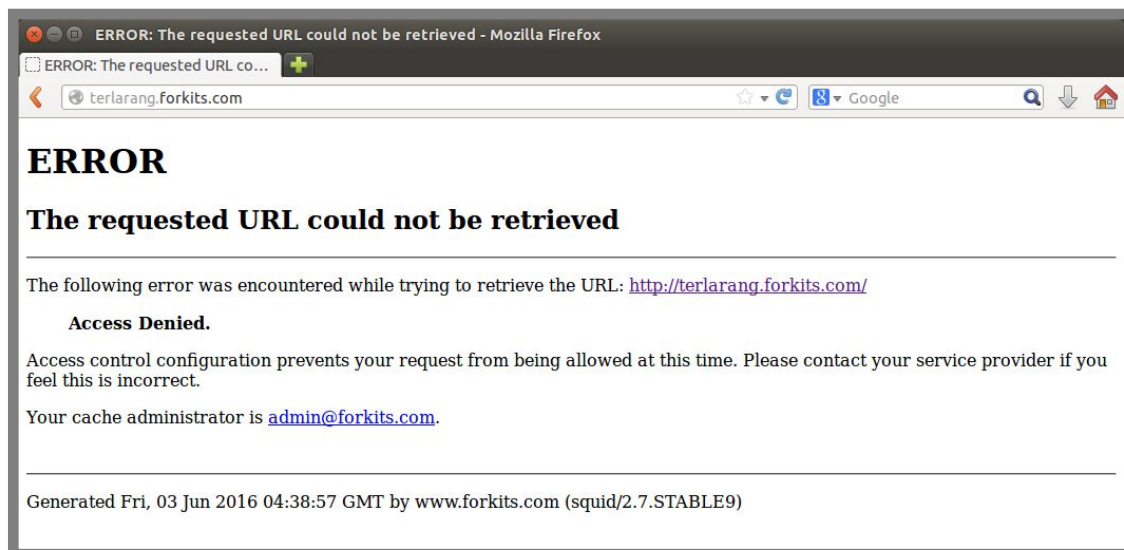 ERROR: The requested URL could not be retrieved - Mozilla Firefox
ERROR: The requested URL co...
terlarang.forkits.com
8 Google
ERROR
The requested URL could not be retrieved
The following error was encountered while trying to retrieve the URL: http://terlarang.forkits.com/
Access Denied.
Access control configuration prevents your request from being allowed at this time. Please contact your service provider if you
feel this is incorrect.
Your cache administrator is admin@forkits.com.
Generated Fri, 03 Jun 2016 04:38:57 GMT by www.forkits.com (squid/2.7.STABLE9)